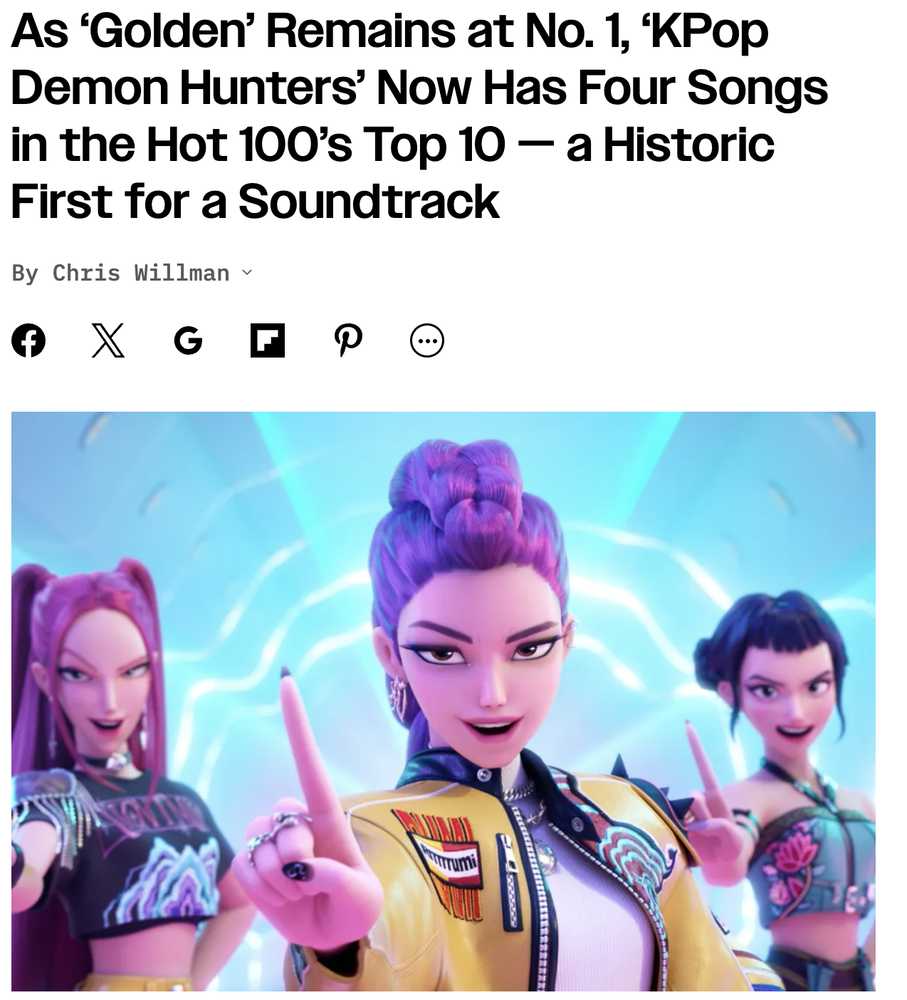 As ‘Golden’ Remains at No. 1, ‘KPop
Demon Hunters’ Now Has Four Songs
in the Hot 100’s Top 10 — a Historic
First for a Soundtrack
By Chris Willman
rrrrrumi